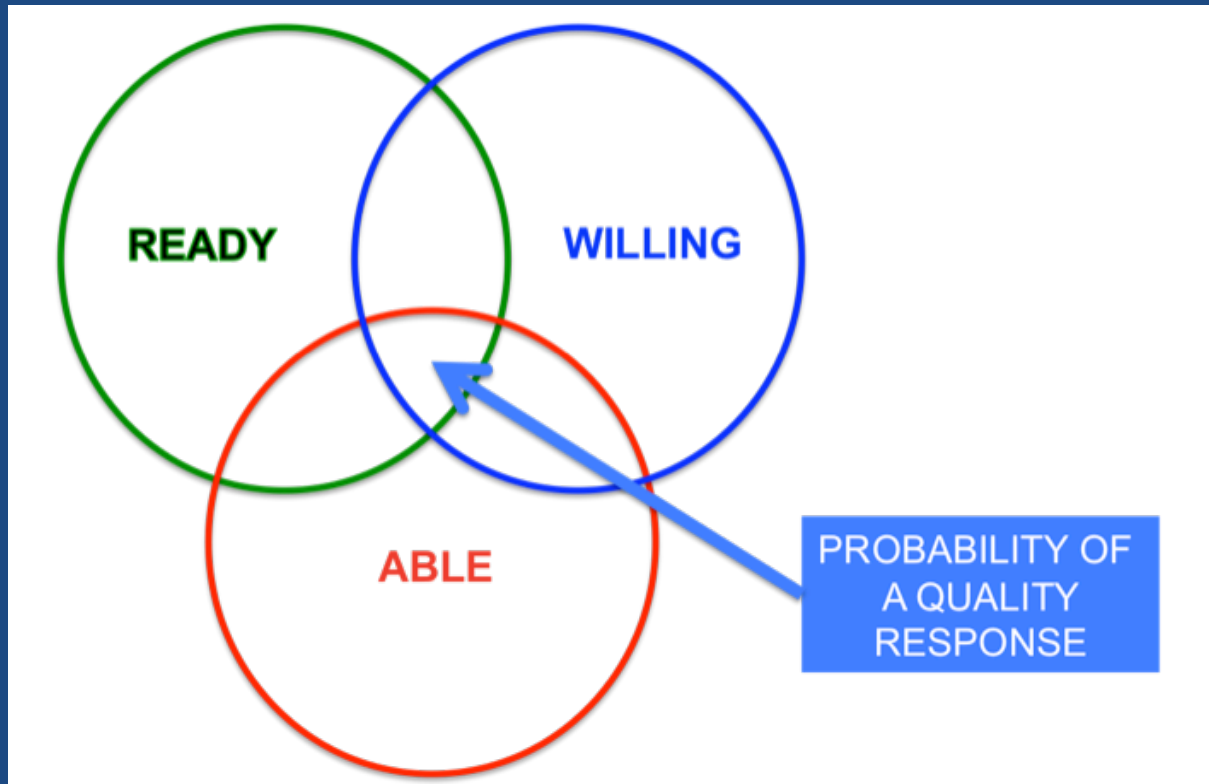 READY
WILLING
ABLE
PROBABILITY OF
A QUALITY
RESPONSE